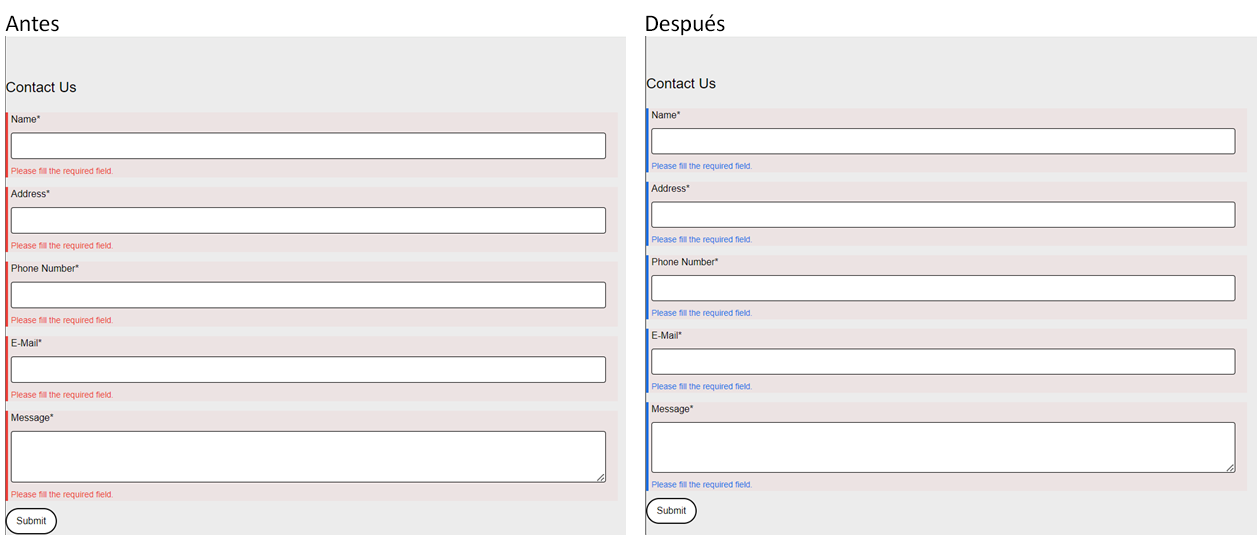 Antes
Contact Us
Name*
Please fill the required field.
Address*
Please fill the required field.
Phone Number*
Please fill the required field.
E-Mail*
Please fill the required field.
Message*
Please fill the required field.
Submit
Después
Contact Us
Name*
Please fill the required field.
Address*
Please fill the required field.
Phone Number*
Please fill the required field.
E-Mail*
Please fill the required field.
Message*
Please fill the required field.
Submit